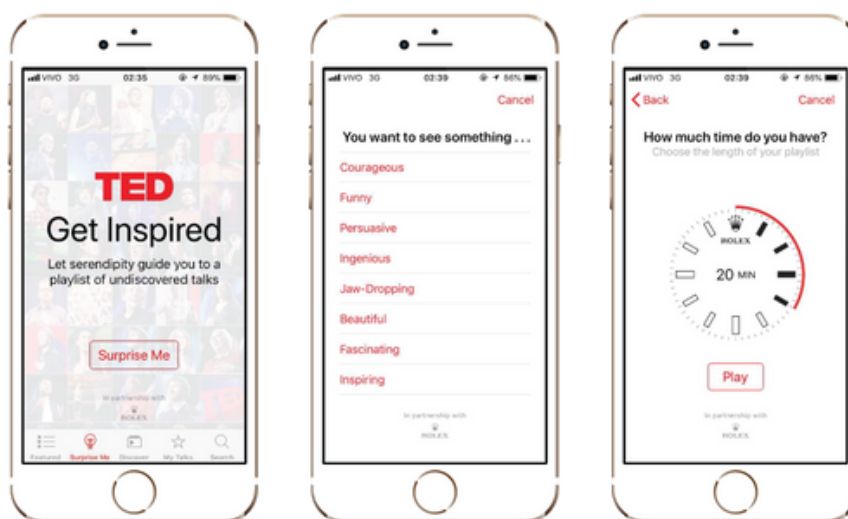 VIVO 3G 02:35 89%
TED
Get Inspired
Let serendipity guide you to a
playlist of undiscovered talks
Surprise Me
In partnership with
ROLEX
Featured Surprise Me Discover My Talks Search
VIVO 3G 02:39 86%
Cancel
You want to see something . . .
Courageous
Funny
Persuasive
Ingenious
Jaw-Dropping
Beautiful
Fascinating
Inspiring
In partnership with
ROLEX
VIVO 3G 02:39 86%
Back Cancel
How much time do you have?
Choose the length of your playlist
ROLEX
20 MIN
Play
In partnership with
ROLEX